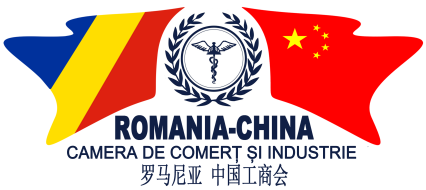 ROMANIA-CHINA
CAMERA DE COMERȚ ȘI INDUSTRIE
罗马尼亚 中国工商会